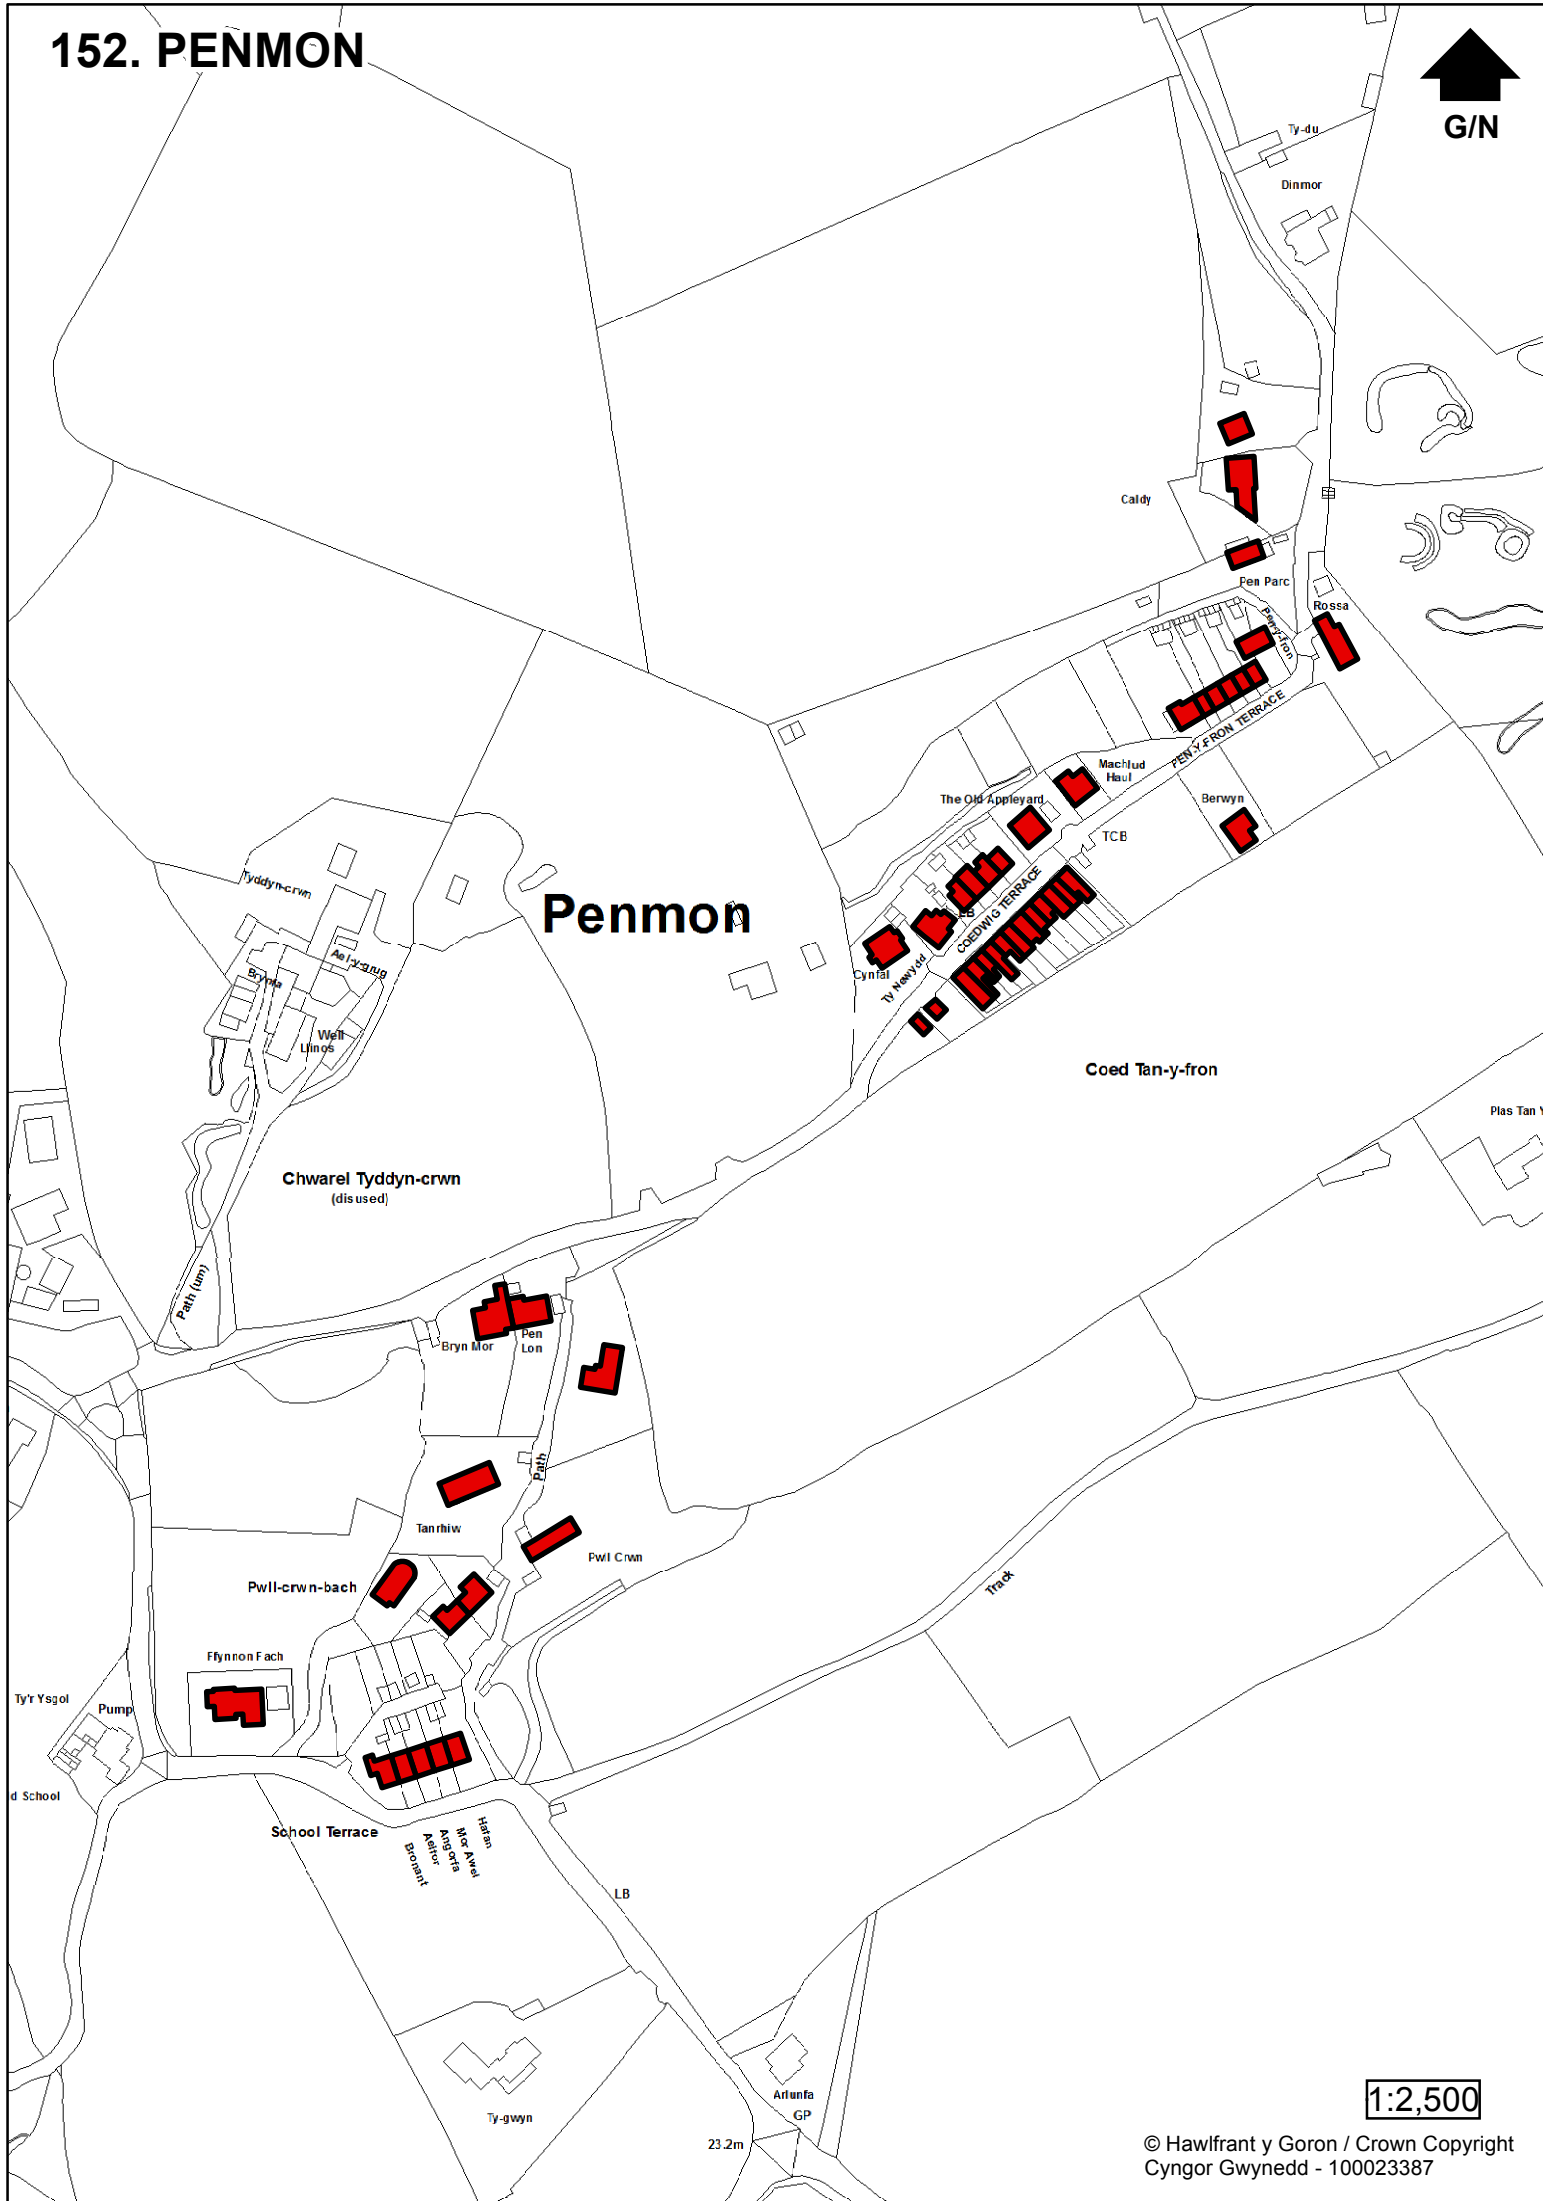 152. PENMON
G/N
Ty-du
Dinmor
Caldy
Pen Parc
Rossa
Pen-y-fron
PEN-Y-FRON TERRACE
Machlud
Haul
The Old Appleyard
Berwyn
TCB
Tyddyn-crwn
Penmon
LB
COEDWIG TERRACE
Ael-y-grug
Brynfa
Cynfal
Ty Newydd
Well
Llinos
Coed Tan-y-fron
Plas Tan Y
Chwarel Tyddyn-crwn
(disused)
Path (um)
Bryn Mor
Pen
Lon
Path
Tanrhiw
Pwll Crwn
Pwll-crwn-bach
Track
Ffynnon Fach
Ty'r Ysgol
Pump
d School
School Terrace
Hafan
Mor Awel
Angorfa
Aelfor
Bronant
LB
Arlunfa
GP
Ty-gwyn
23.2m
1:2,500
© Hawlfrant y Goron / Crown Copyright
Cyngor Gwynedd - 100023387